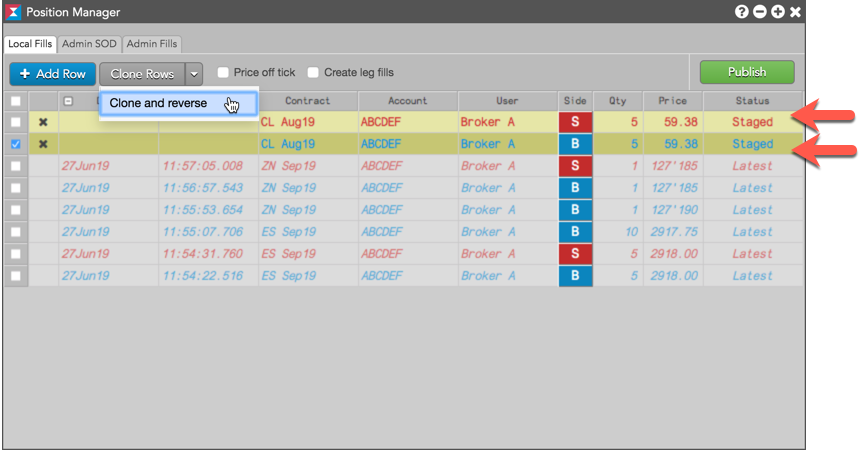 Position Manager
Local Fills Admin SOD Admin Fills
+ Add Row Clone Rows Price off tick Create leg fills Publish
Clone and reverse
Contract Account User Side Qty Price Status
CL Aug19 ABCDEF Broker A S 5 59.38 Staged
CL Aug19 ABCDEF Broker A B 5 59.38 Staged
27Jun19 11:57:05.008 ZN Sep19 ABCDEF Broker A S 1 127'185 Latest
27Jun19 11:56:57.543 ZN Sep19 ABCDEF Broker A B 1 127'185 Latest
27Jun19 11:55:53.654 ZN Sep19 ABCDEF Broker A B 1 127'190 Latest
27Jun19 11:55:07.706 ES Sep19 ABCDEF Broker A B 10 2917.75 Latest
27Jun19 11:54:31.760 ES Sep19 ABCDEF Broker A S 5 2918.00 Latest
27Jun19 11:54:22.516 ES Sep19 ABCDEF Broker A B 5 2918.00 Latest